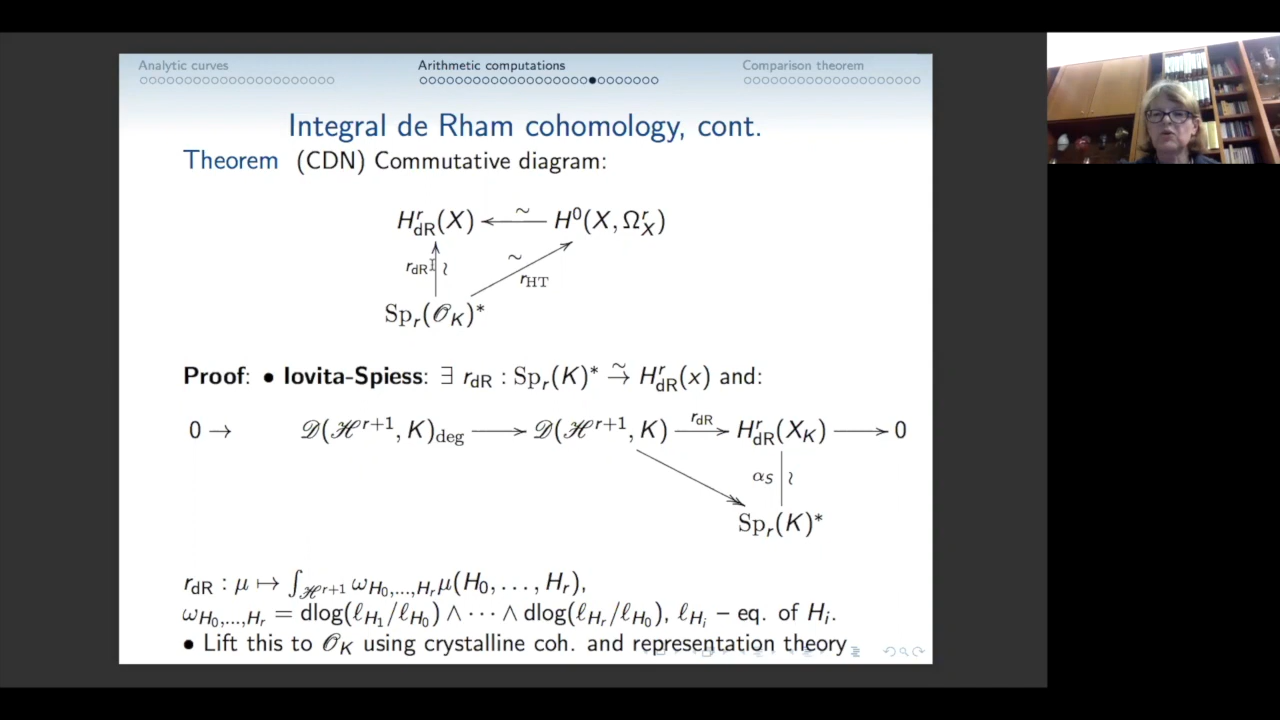 Analytic curves Arithmetic computations Comparison theorem
Integral de Rham cohomology, cont.
Theorem (CDN) Commutative diagram:
H^r_dR(X) ←∼ H^0(X, Ω^r_X)
r_dR ≀ ∼ r_HT
Sp_r(𝒪_K)*
Proof: • Iovita-Spiess: ∃ r_dR : Sp_r(K)* ∼→ H^r_dR(x) and:
0 → 𝒟(ℋ^{r+1}, K)_deg ⟶ 𝒟(ℋ^{r+1}, K) r_dR⟶ H^r_dR(X_K) ⟶ 0
α_S ≀
Sp_r(K)*
r_dR : μ ↦ ∫_{ℋ^{r+1}} ω_{H_0,...,H_r} μ(H_0, . . . , H_r),
ω_{H_0,...,H_r} = dlog(ℓ_{H_1}/ℓ_{H_0}) ∧ ··· ∧ dlog(ℓ_{H_r}/ℓ_{H_0}), ℓ_{H_i} – eq. of H_i.
• Lift this to 𝒪_K using crystalline coh. and representation theory